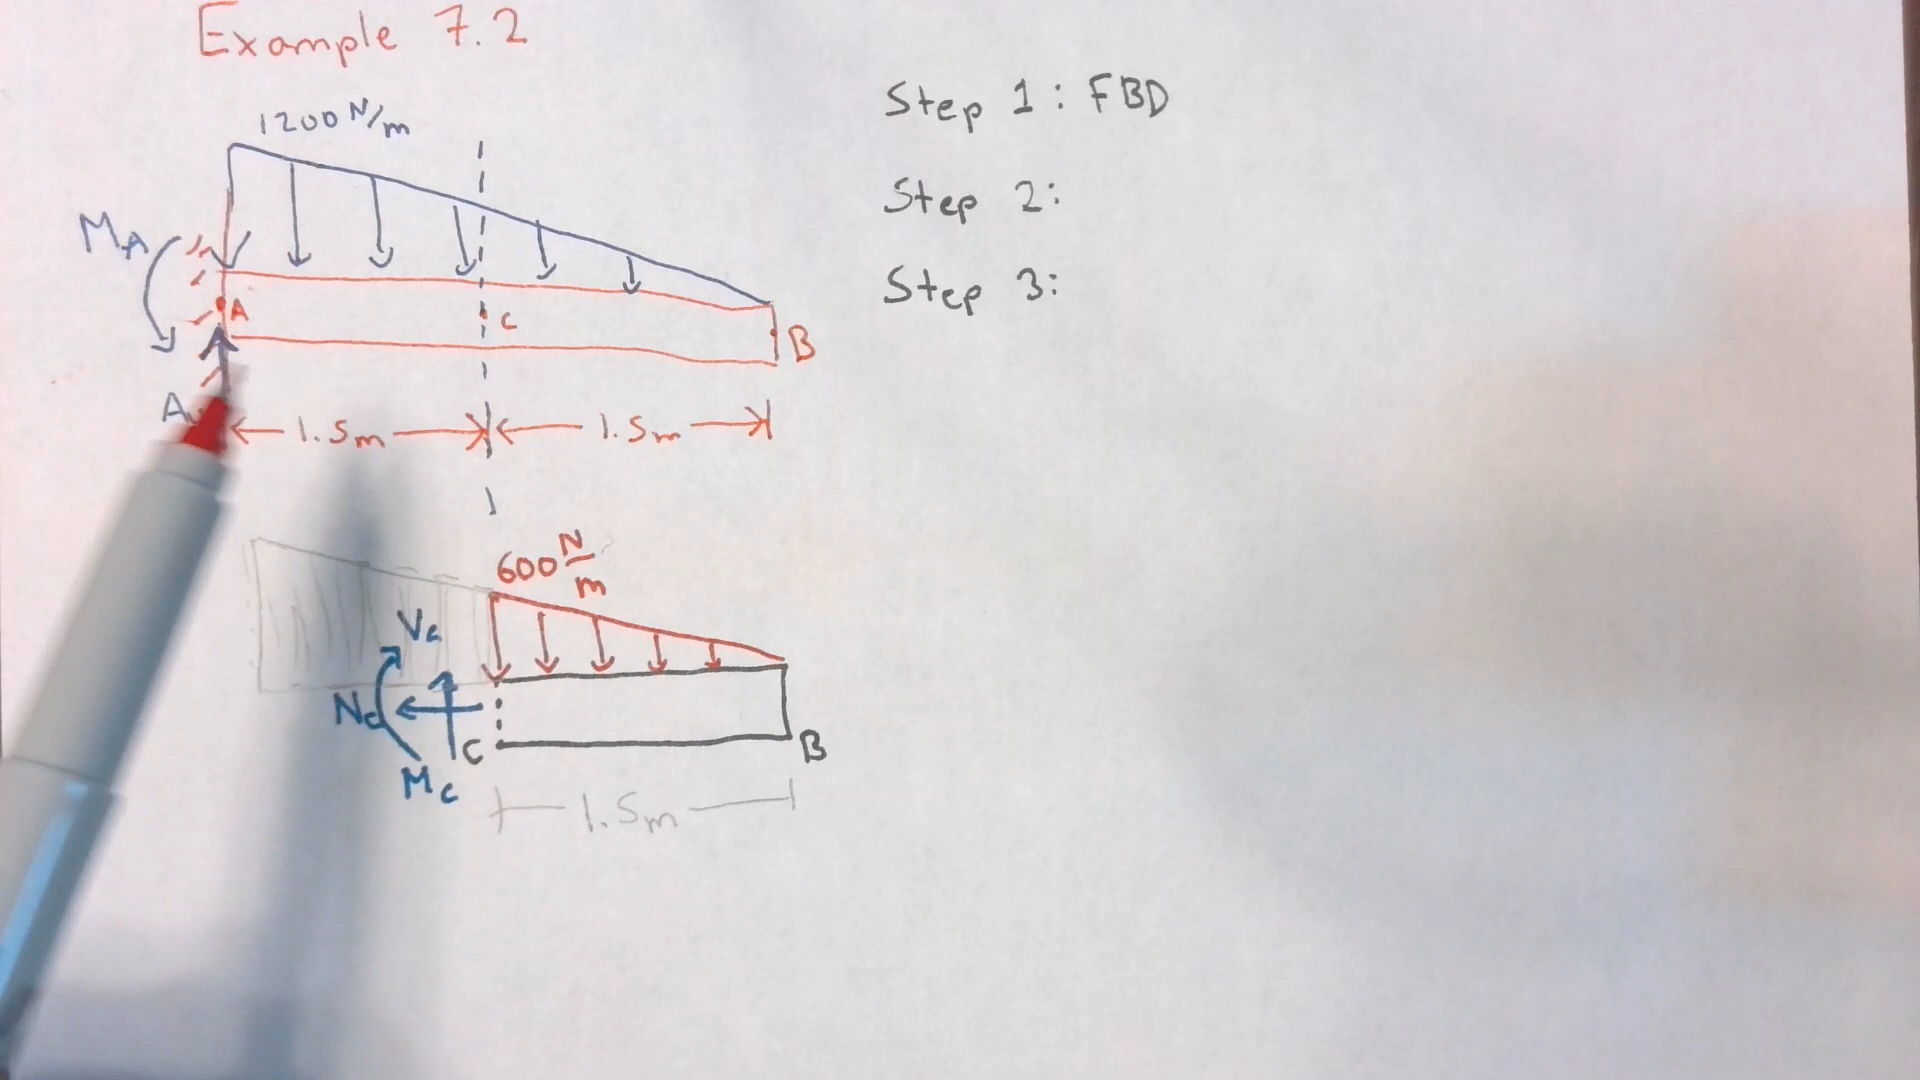 Example 7.2
Step 1: FBD
Step 2:
Step 3:
1200 N/m
MA
A
C
B
A
1.5m
1.5m
600 N/m
Vc
Nc
C
Mc
B
1.5m